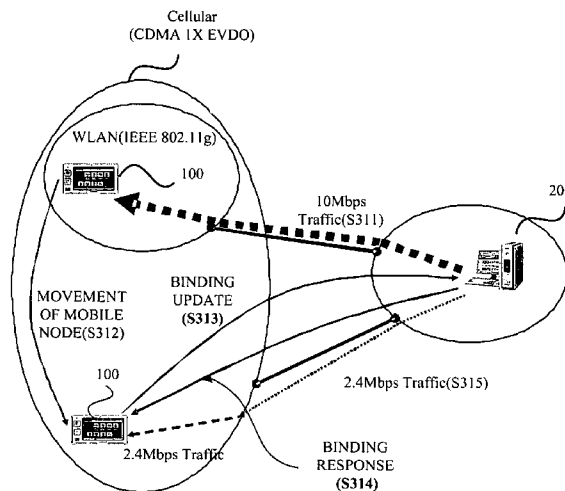 Cellular
(CDMA 1X EVDO)
WLAN(IEEE 802.11g)
100
10Mbps
Traffic(S311)
20
MOVEMENT
OF MOBILE
NODE(S312)
BINDING
UPDATE
(S313)
100
2.4Mbps Traffic(S315)
2.4Mbps Traffic
BINDING
RESPONSE
(S314)